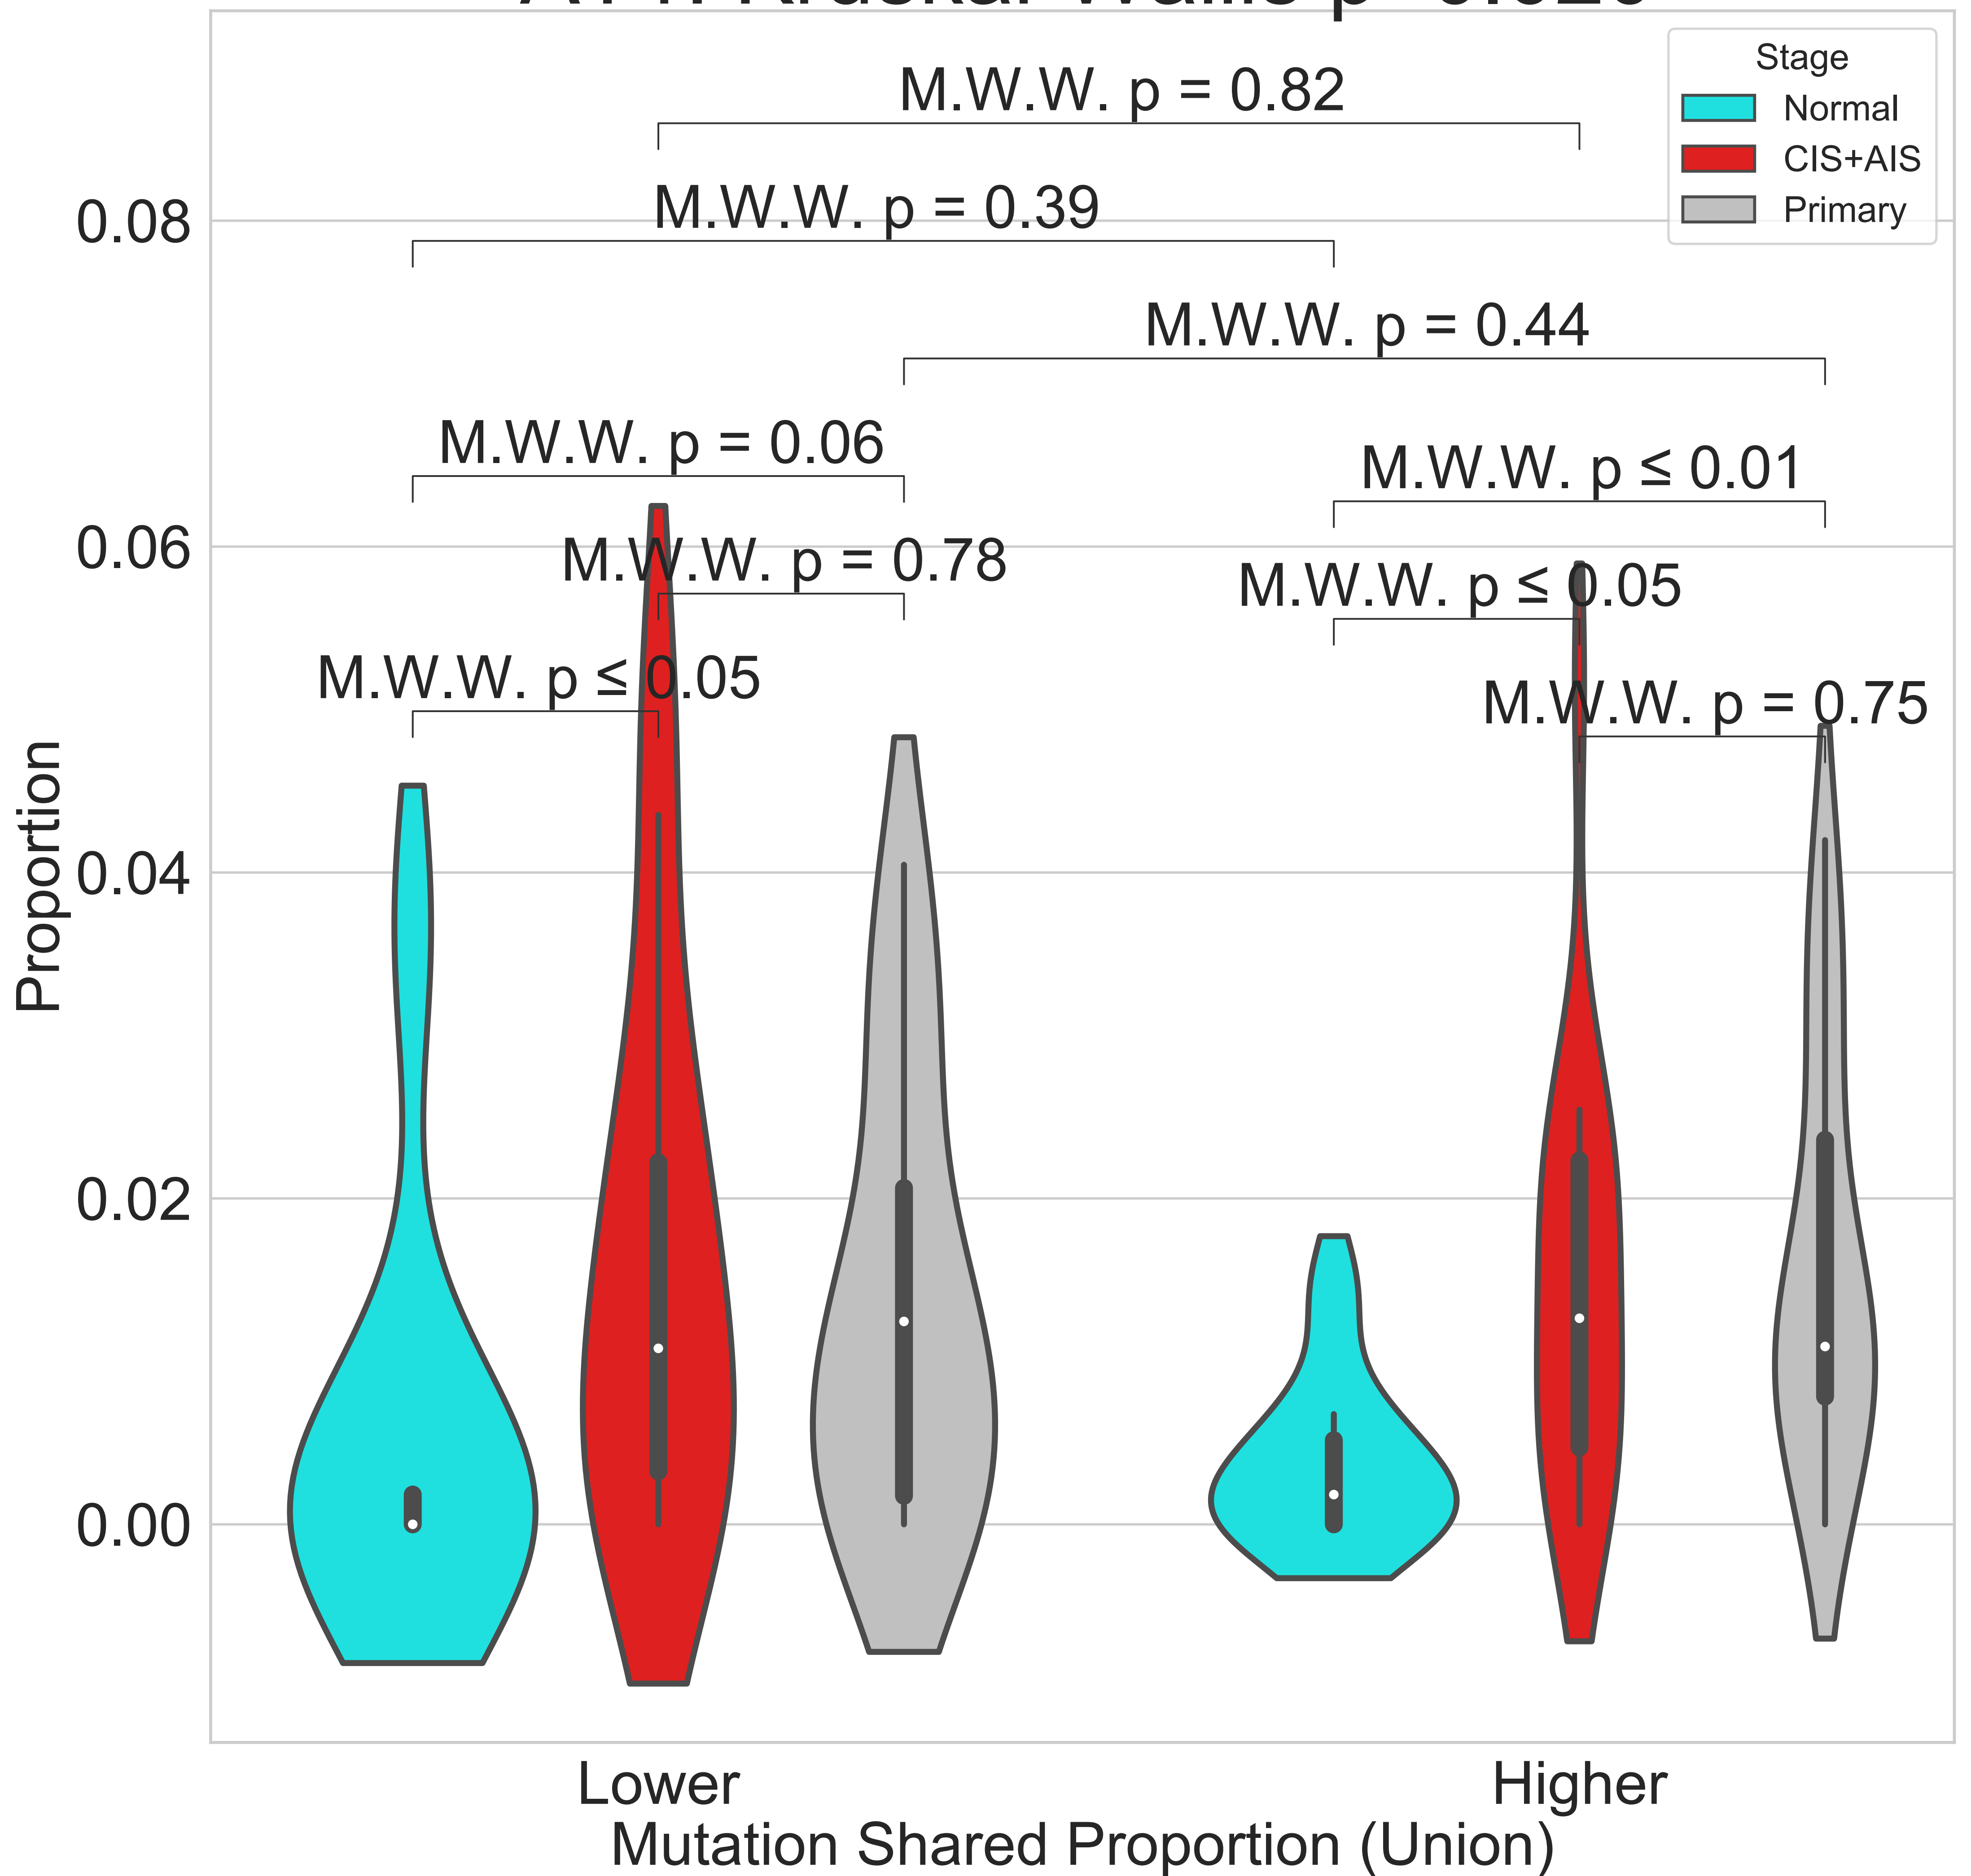 Stage
Normal
CIS+AIS
Primary
M.W.W. p = 0.82
M.W.W. p = 0.39
M.W.W. p = 0.44
M.W.W. p = 0.06
M.W.W. p ≤ 0.01
M.W.W. p = 0.78
M.W.W. p ≤ 0.05
M.W.W. p ≤ 0.05
M.W.W. p = 0.75
0.08
0.06
0.04
0.02
0.00
Proportion
Lower
Higher
Mutation Shared Proportion (Union)